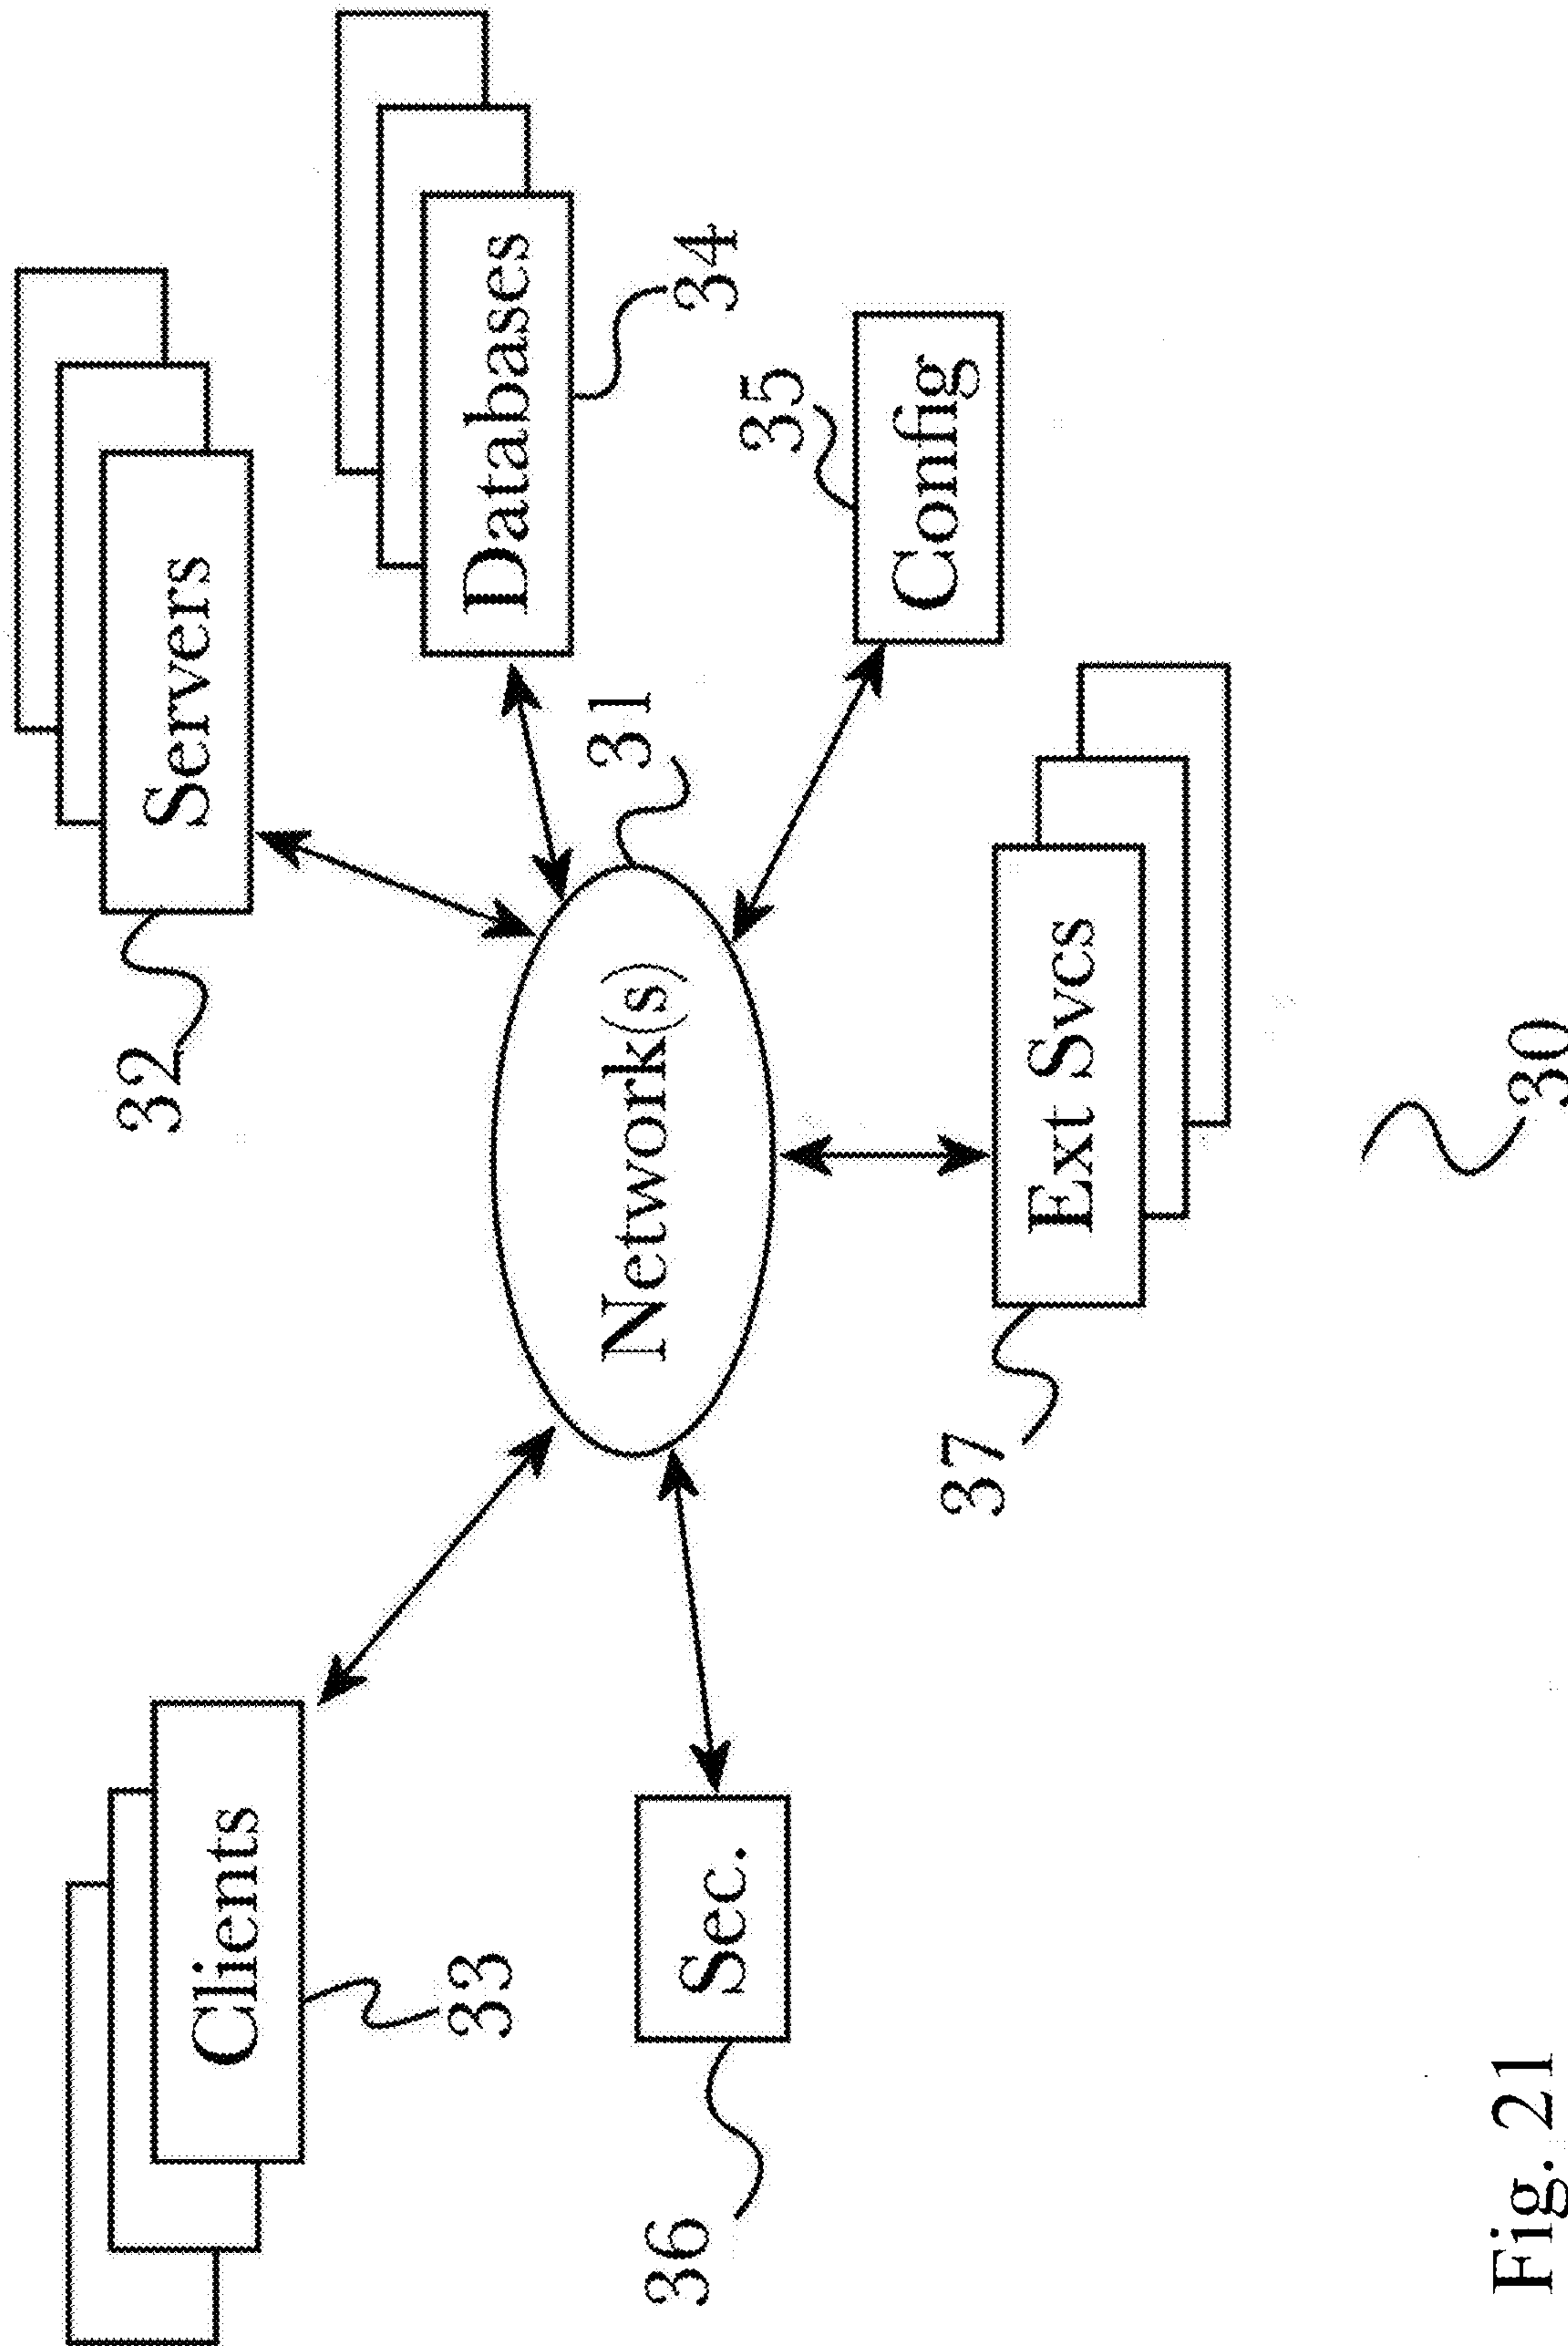 Servers
32
Clients
33
Databases
34
Network(s)
31
35
Config
Sec.
36
Ext Svcs
37
30
Fig. 21